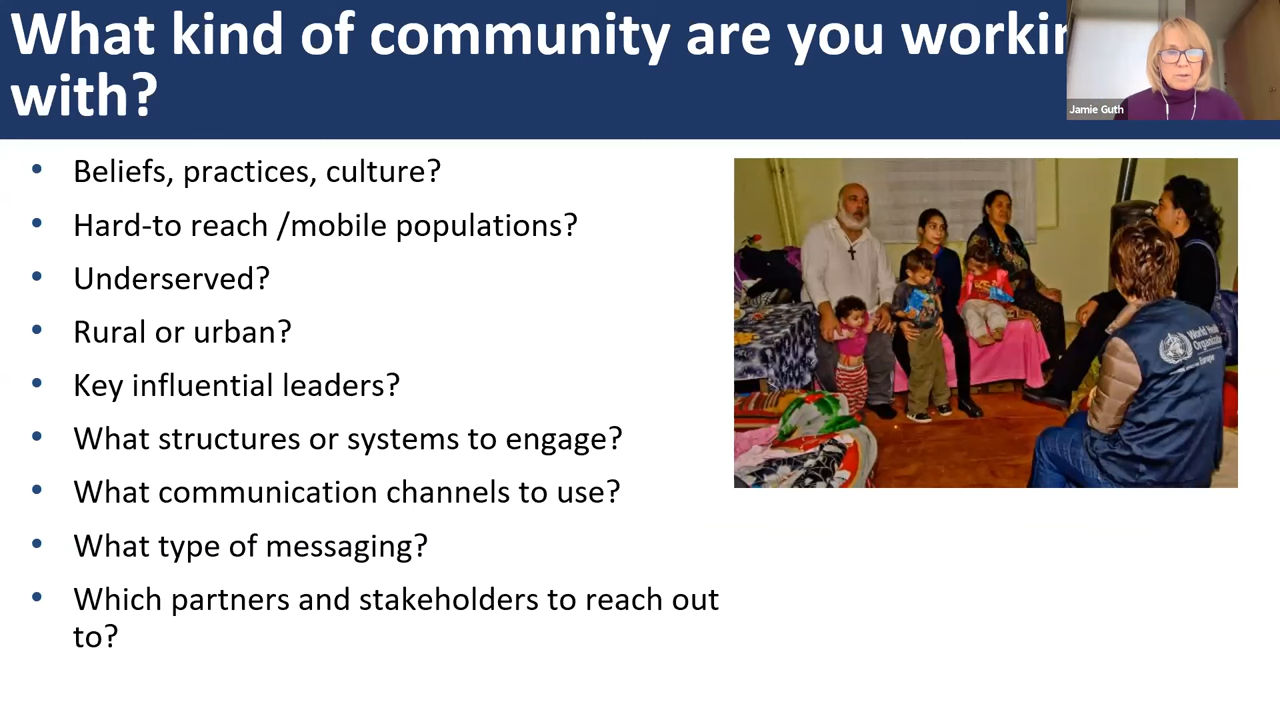 What kind of community are you workin
with?
Jamie Guth
• Beliefs, practices, culture?
• Hard-to reach /mobile populations?
• Underserved?
• Rural or urban?
• Key influential leaders?
• What structures or systems to engage?
• What communication channels to use?
• What type of messaging?
• Which partners and stakeholders to reach out
to?
World Health
Organization